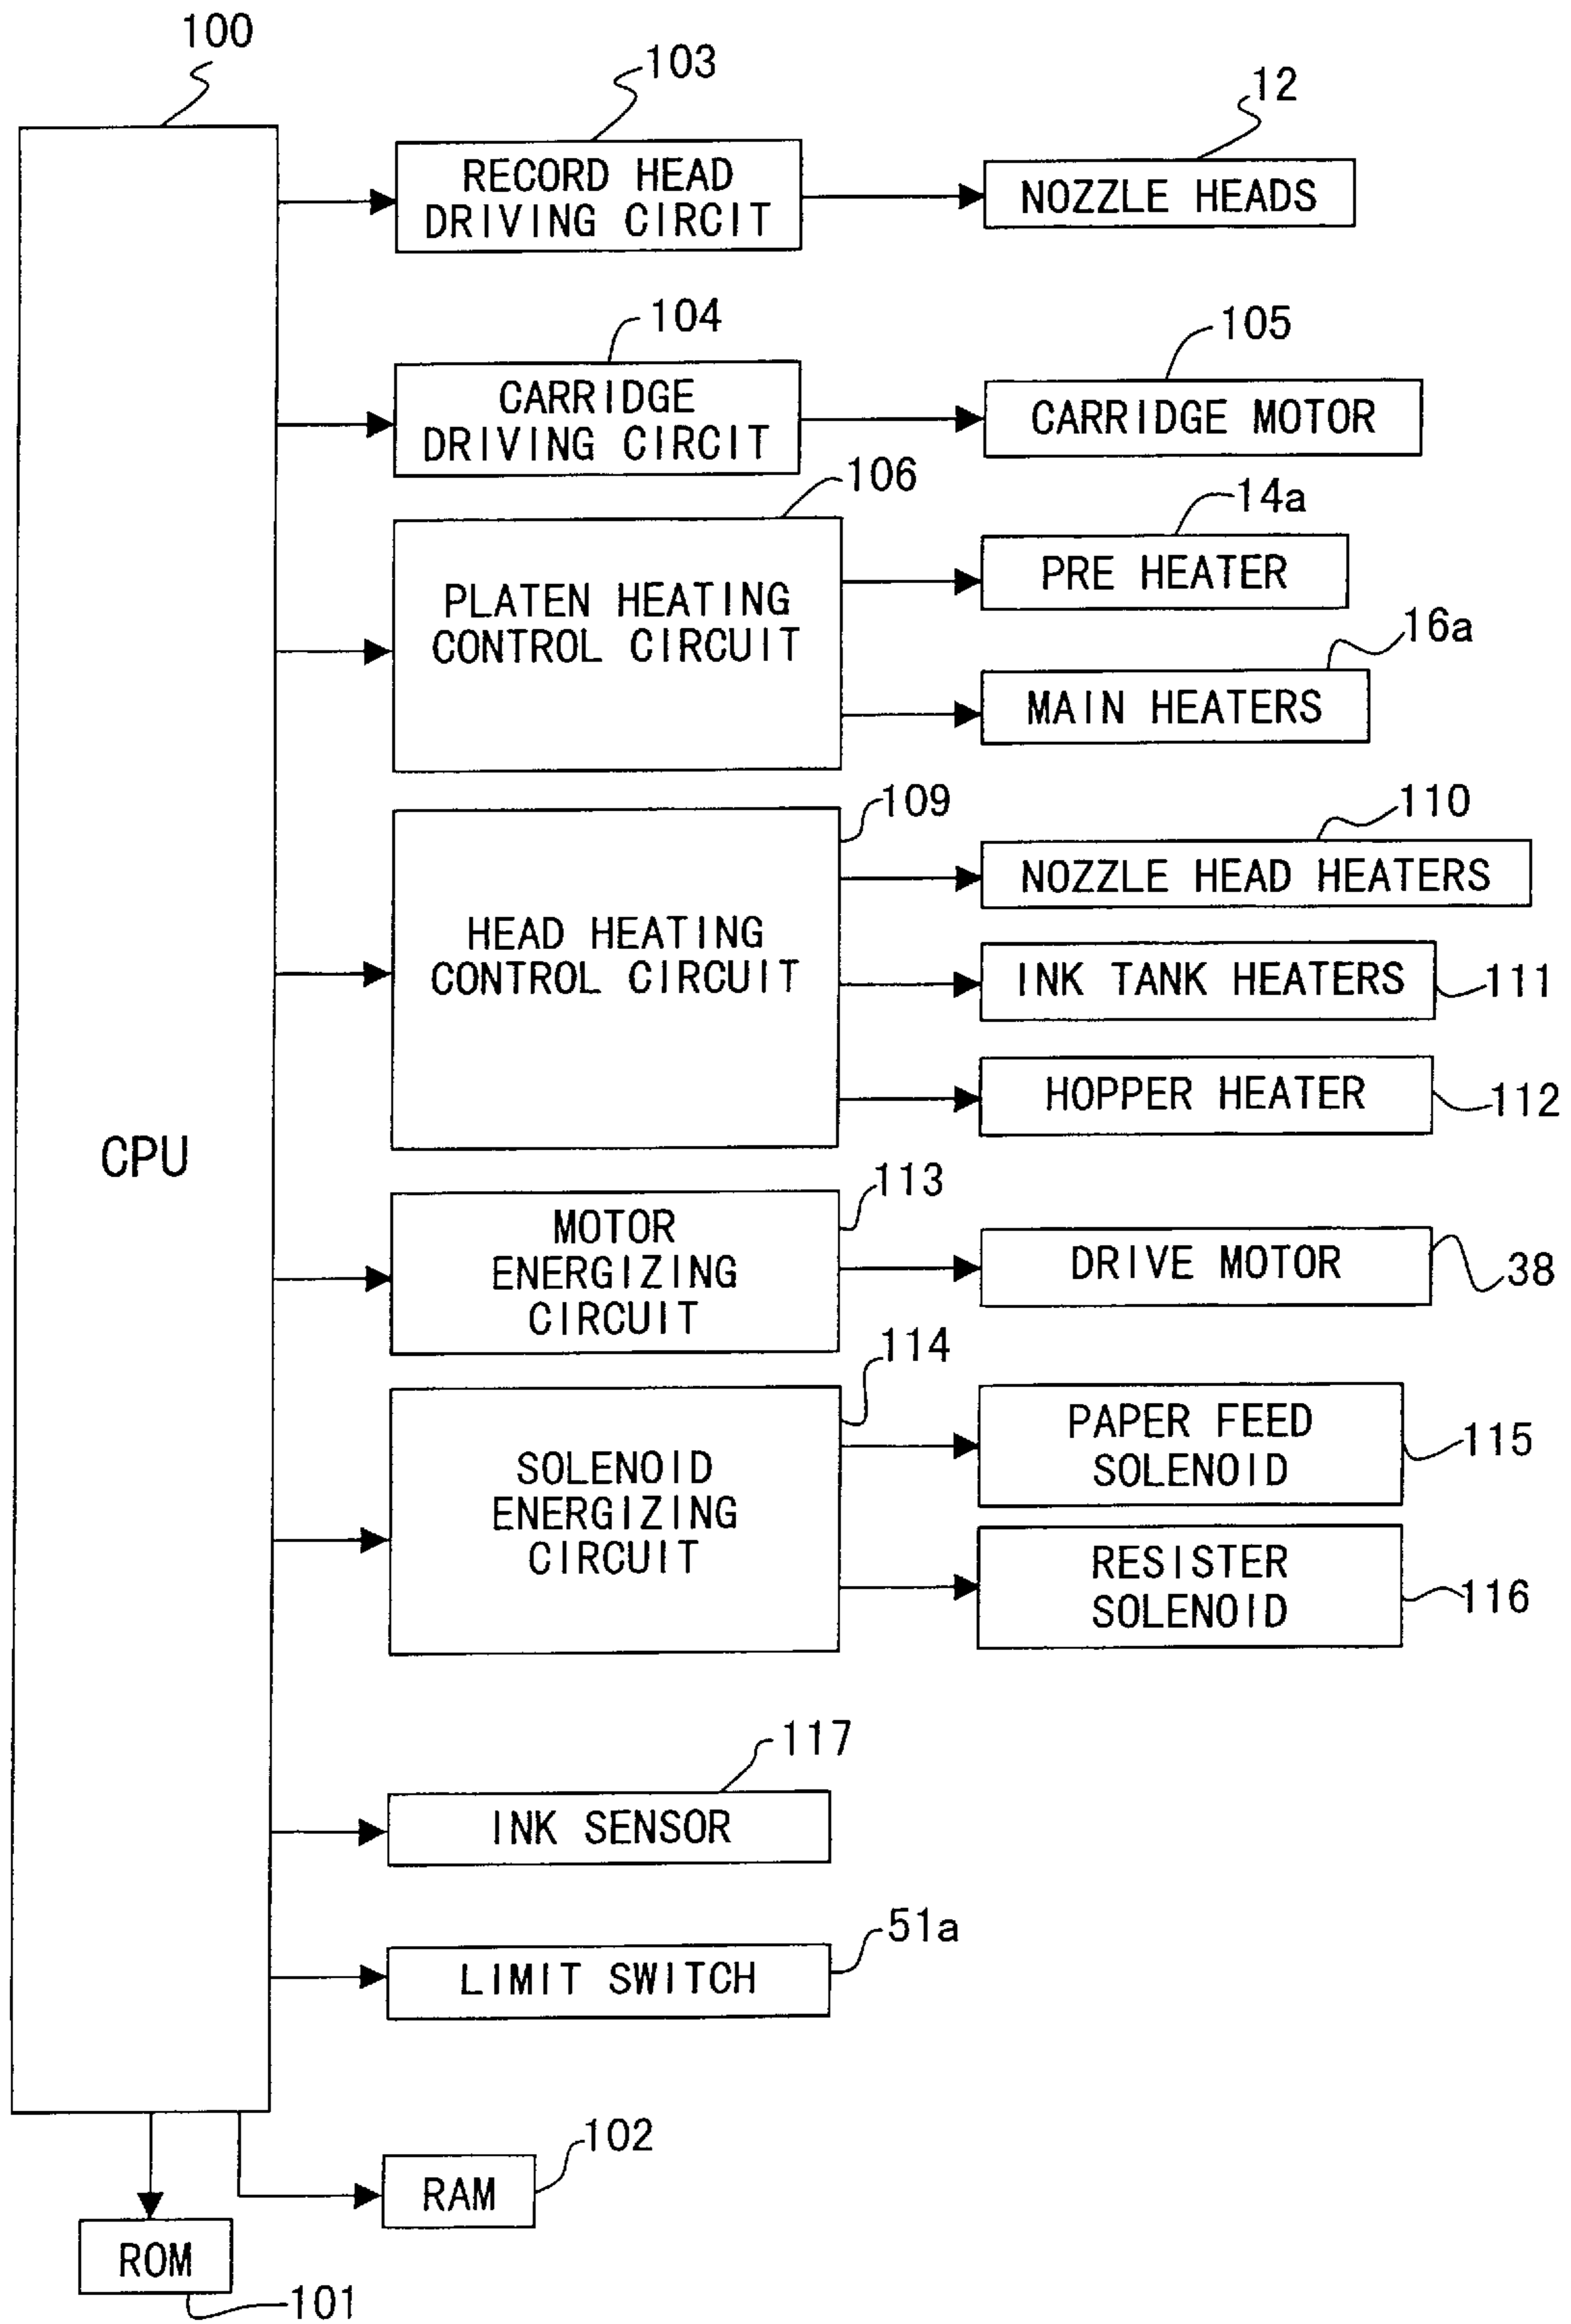 100
103
12
RECORD HEAD
DRIVING CIRCIT
NOZZLE HEADS
104
105
CARRIDGE
DRIVING CIRCIT
CARRIDGE MOTOR
106
14a
PLATEN HEATING
CONTROL CIRCUIT
PRE HEATER
16a
MAIN HEATERS
109
110
HEAD HEATING
CONTROL CIRCUIT
NOZZLE HEAD HEATERS
INK TANK HEATERS
111
HOPPER HEATER
112
CPU
113
MOTOR
ENERGIZING
CIRCUIT
DRIVE MOTOR
38
114
SOLENOID
ENERGIZING
CIRCUIT
PAPER FEED
SOLENOID
115
RESISTER
SOLENOID
116
117
INK SENSOR
51a
LIMIT SWITCH
102
RAM
ROM
101